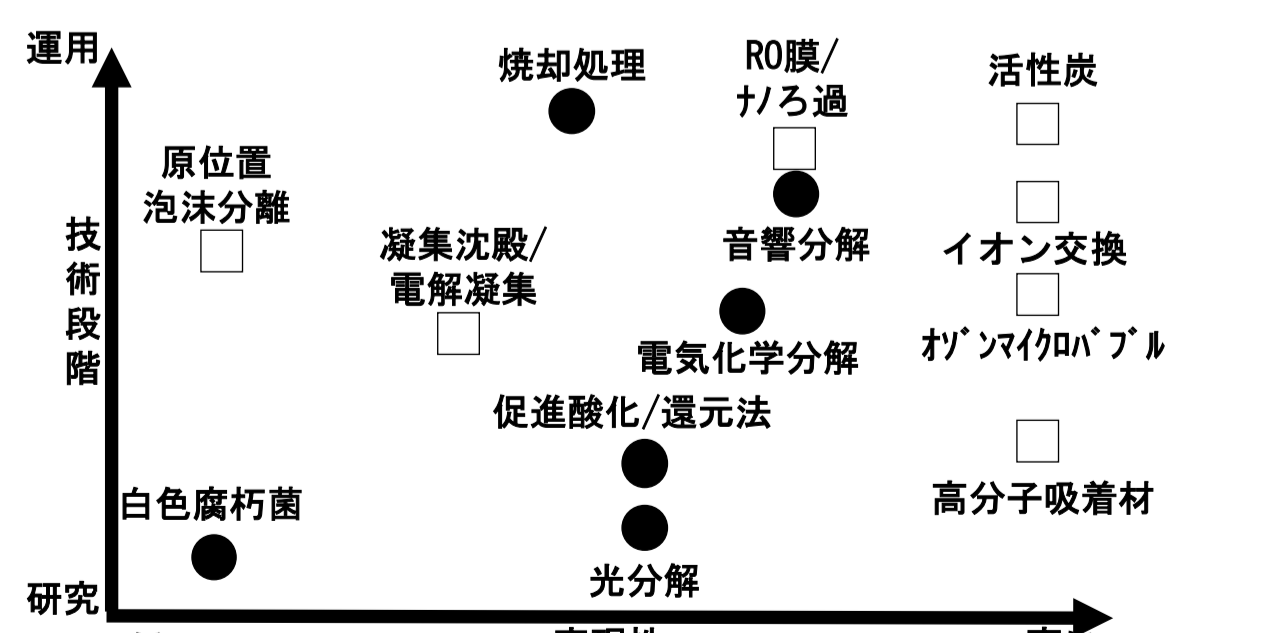 運用
焼却処理
RO膜/
ﾅﾉろ過
活性炭
原位置
泡沫分離
技術段階
凝集沈殿/
電解凝集
音響分解
イオン交換
電気化学分解
ｵｿﾞﾝﾏｲｸﾛﾊﾞﾌﾞﾙ
促進酸化/還元法
白色腐朽菌
高分子吸着材
光分解
研究